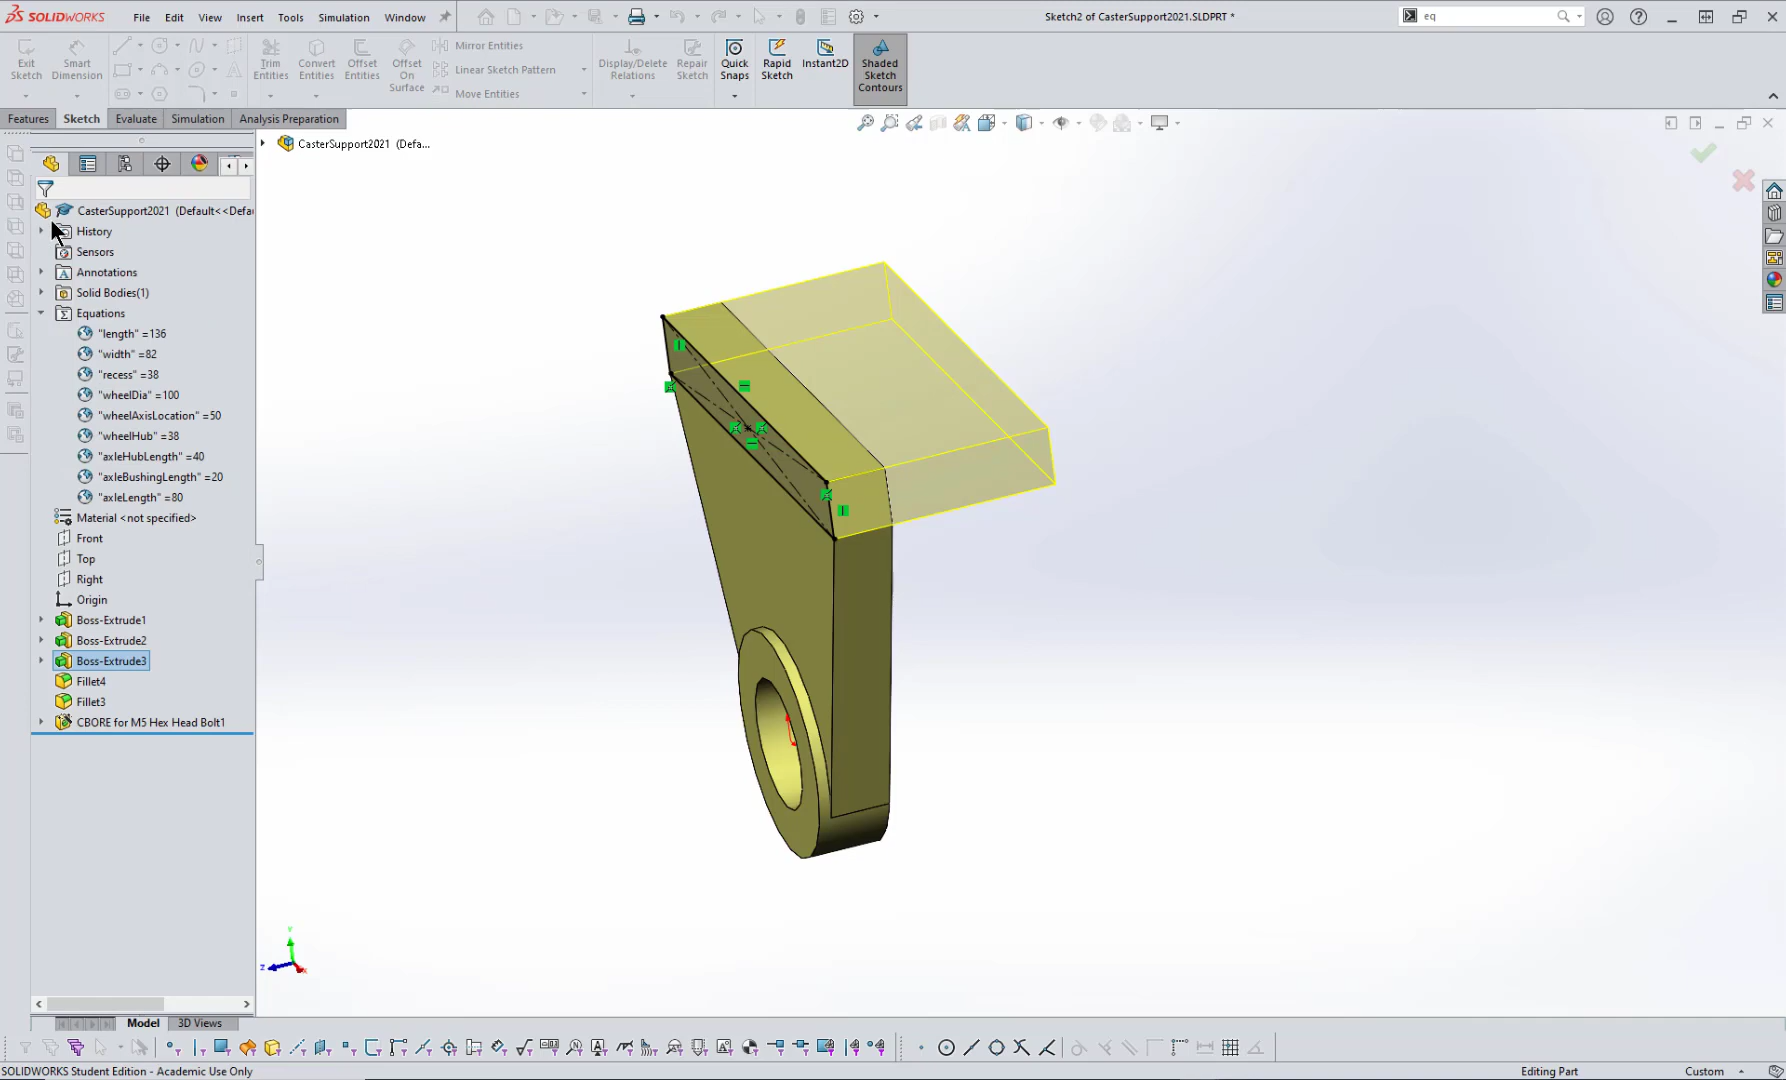 SOLIDWORKS
File Edit View Insert Tools Simulation Window
Sketch2 of CasterSupport2021.SLDPRT *
eq
Exit Sketch
Smart Dimension
Trim Entities
Convert Entities
Offset Entities
Offset On Surface
Mirror Entities
Linear Sketch Pattern
Move Entities
Display/Delete Relations
Repair Sketch
Quick Snaps
Rapid Sketch
Instant2D
Shaded Sketch Contours
Features Sketch Evaluate Simulation Analysis Preparation
CasterSupport2021 (Defa...
CasterSupport2021 (Default<<Defau
History
Sensors
Annotations
Solid Bodies(1)
Equations
"length" =136
"width" =82
"recess" =38
"wheelDia" =100
"wheelAxisLocation" =50
"wheelHub" =38
"axleHubLength" =40
"axleBushingLength" =20
"axleLength" =80
Material <not specified>
Front
Top
Right
Origin
Boss-Extrude1
Boss-Extrude2
Boss-Extrude3
Fillet4
Fillet3
CBORE for M5 Hex Head Bolt1
Y
Z
X
Model 3D Views
SOLIDWORKS Student Edition - Academic Use Only
Editing Part
Custom